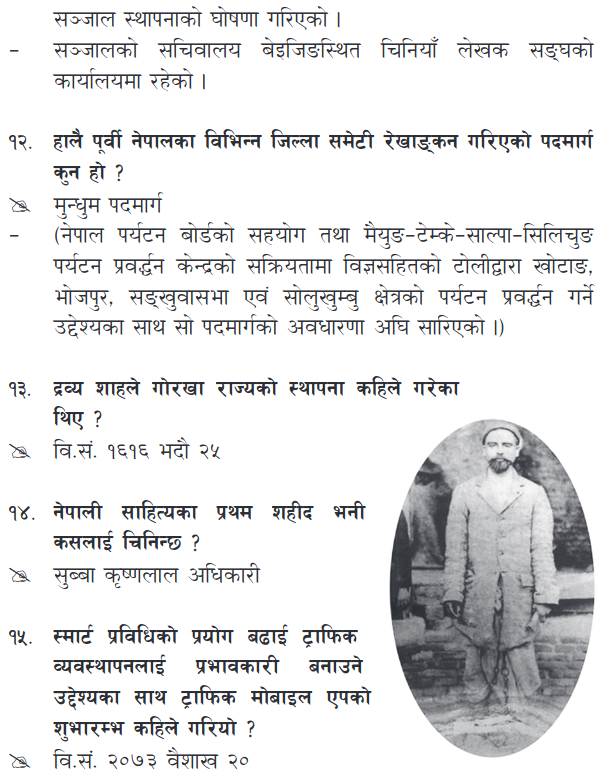 सञ्जाल स्थापनाको घोषणा गरिएको ।
– सञ्जालको सचिवालय बेइजिङस्थित चिनियाँ लेखक सङ्घको
कार्यालयमा रहेको ।
१२. हालै पूर्वी नेपालका विभिन्न जिल्ला समेटी रेखाङ्कन गरिएको पदमार्ग
कुन हो ?
✍ मुन्धुम पदमार्ग
– (नेपाल पर्यटन बोर्डको सहयोग तथा मैयुङ–टेम्के–साल्पा–सिलिचुङ
पर्यटन प्रवर्द्धन केन्द्रको सक्रियतामा विज्ञसहितको टोलीद्वारा खोटाङ,
भोजपुर, सङ्खुवासभा एवं सोलुखुम्बु क्षेत्रको पर्यटन प्रवर्द्धन गर्ने
उद्देश्यका साथ सो पदमार्गको अवधारणा अघि सारिएको ।)
१३. द्रव्य शाहले गोरखा राज्यको स्थापना कहिले गरेका
थिए ?
✍ वि.सं. १६१६ भदौ २५
१४. नेपाली साहित्यका प्रथम शहीद भनी
कसलाई चिनिन्छ ?
✍ सुब्बा कृष्णलाल अधिकारी
१५. स्मार्ट प्रविधिको प्रयोग बढाई ट्राफिक
व्यवस्थापनलाई प्रभावकारी बनाउने
उद्देश्यका साथ ट्राफिक मोबाइल एपको
शुभारम्भ कहिले गरियो ?
✍ वि.सं. २०७३ वैशाख २०